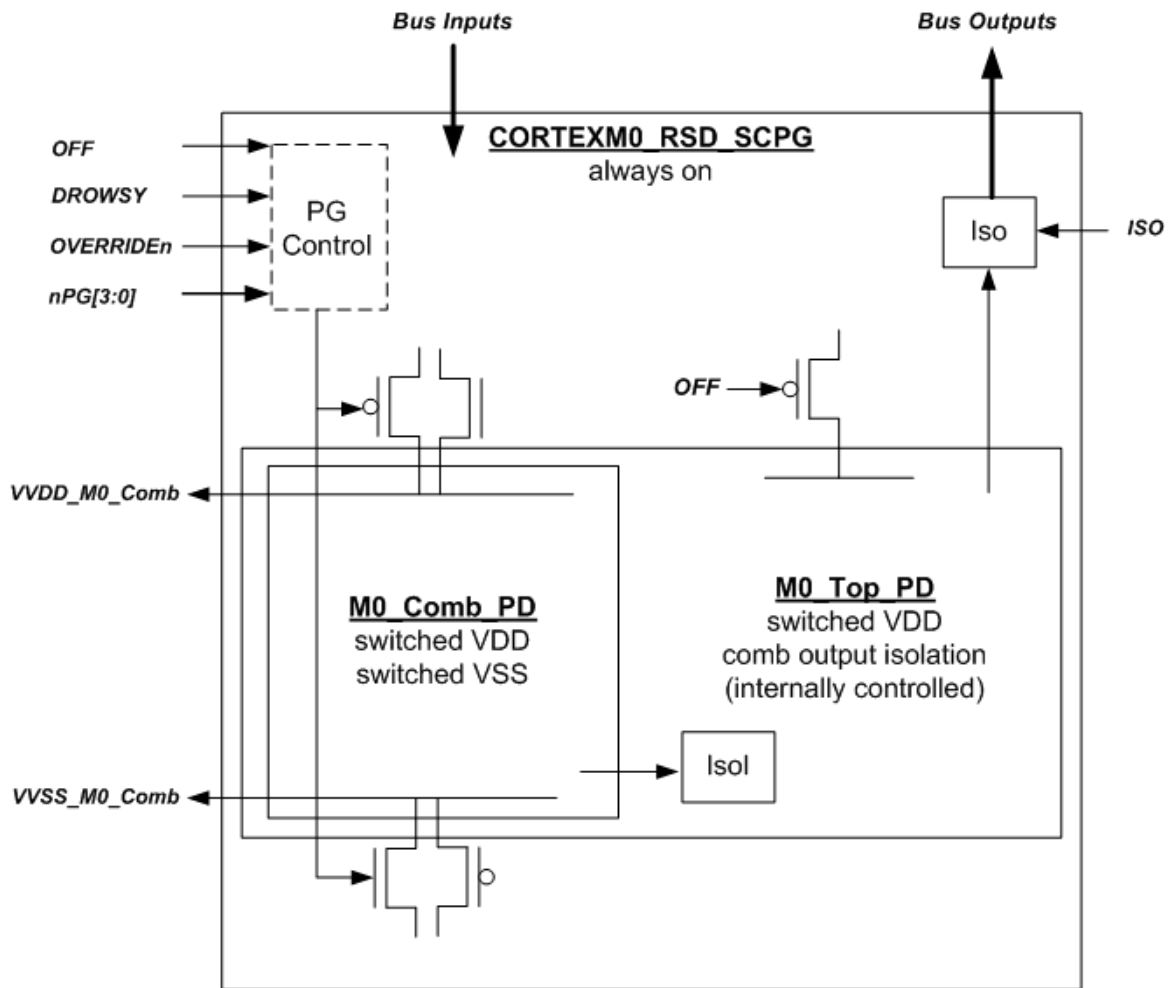 Bus Inputs
Bus Outputs
CORTEXM0_RSD_SCPG
always on
OFF
DROWSY
OVERRIDEn
nPG[3:0]
PG
Control
Iso
ISO
OFF
VVDD_M0_Comb
M0_Comb_PD
switched VDD
switched VSS
M0_Top_PD
switched VDD
comb output isolation
(internally controlled)
IsoI
VVSS_M0_Comb